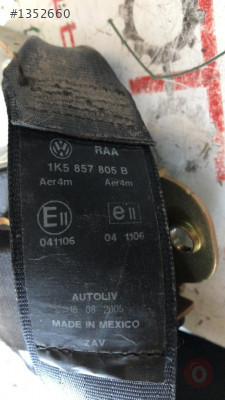 #1352660
RAA
1K5 857 805 B
Aer4m Aer4m
E11 e11
041106 04 1106
AUTOLIV
16 08 2005
MADE IN MEXICO
ZAV